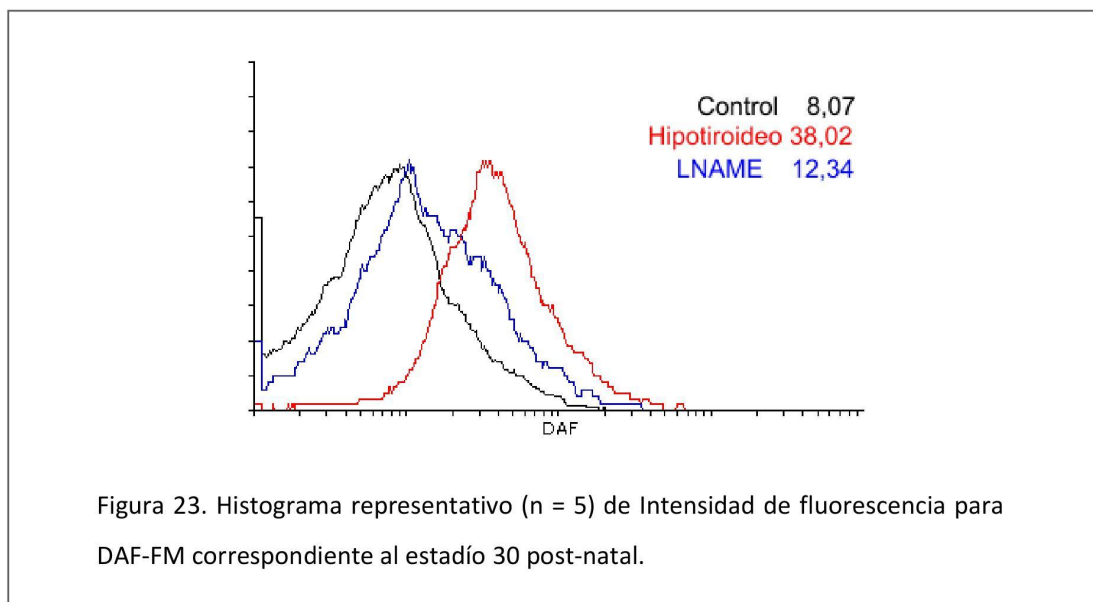 Control 8,07
Hipotiroideo 38,02
LNAME 12,34
DAF
Figura 23. Histograma representativo (n = 5) de Intensidad de fluorescencia para
DAF-FM correspondiente al estadío 30 post-natal.